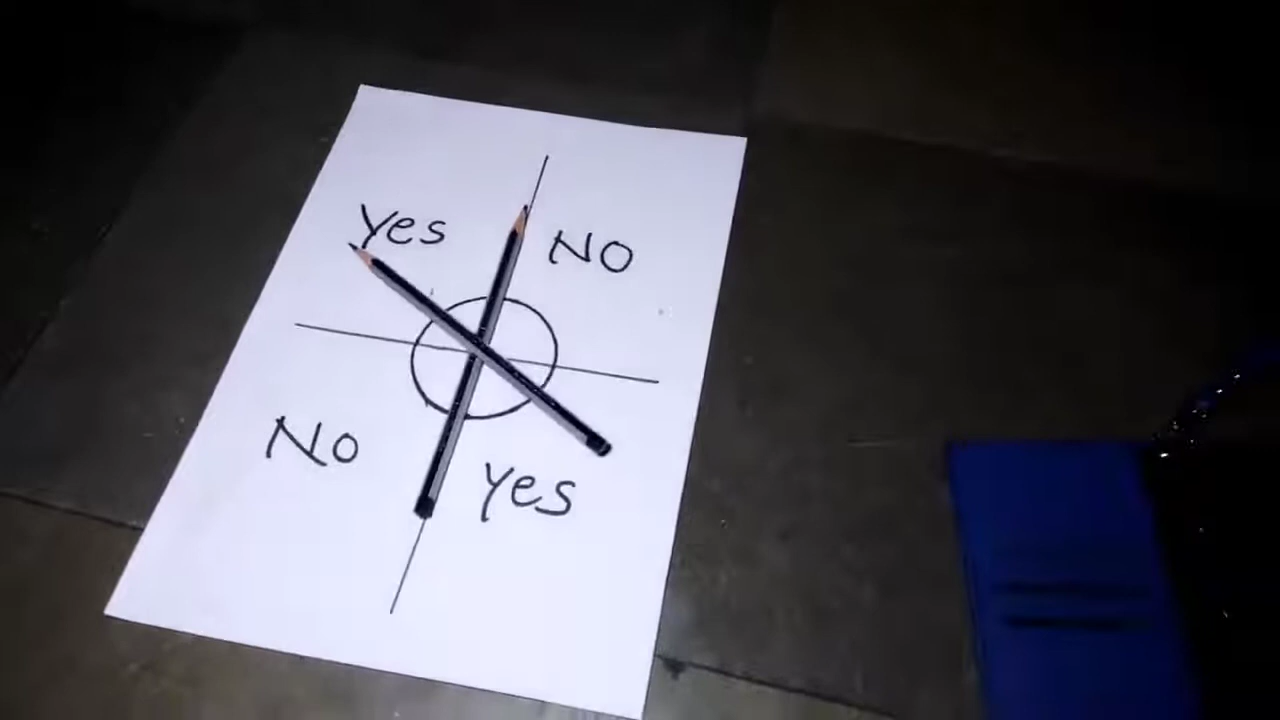 Yes NO
No Yes